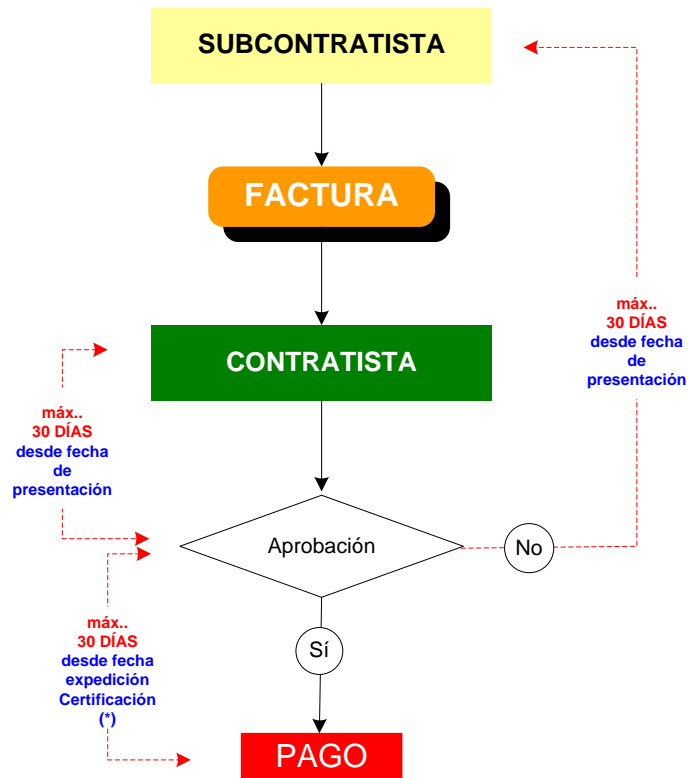 SUBCONTRATISTA
FACTURA
máx..
30 DÍAS
desde fecha
de
presentación
CONTRATISTA
máx..
30 DÍAS
desde fecha
de
presentación
Aprobación
No
máx..
30 DÍAS
desde fecha
expedición
Certificación
(*)
Sí
PAGO